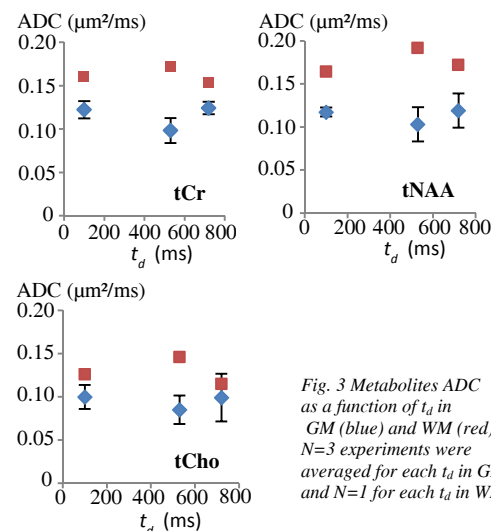 ADC (μm²/ms)
0.20
0.15
0.10
0.05
0
tCr
0 200 400 600 800
t_d (ms)
ADC (μm²/ms)
0.20
0.15
0.10
0.05
0
tNAA
0 200 400 600 800
t_d (ms)
ADC (μm²/ms)
0.20
0.15
0.10
0.05
0
tCho
0 200 400 600 800
t_d (ms)
Fig. 3 Metabolites ADC
as a function of t_d in
GM (blue) and WM (red)
N=3 experiments were
averaged for each t_d in G
and N=1 for each t_d in W